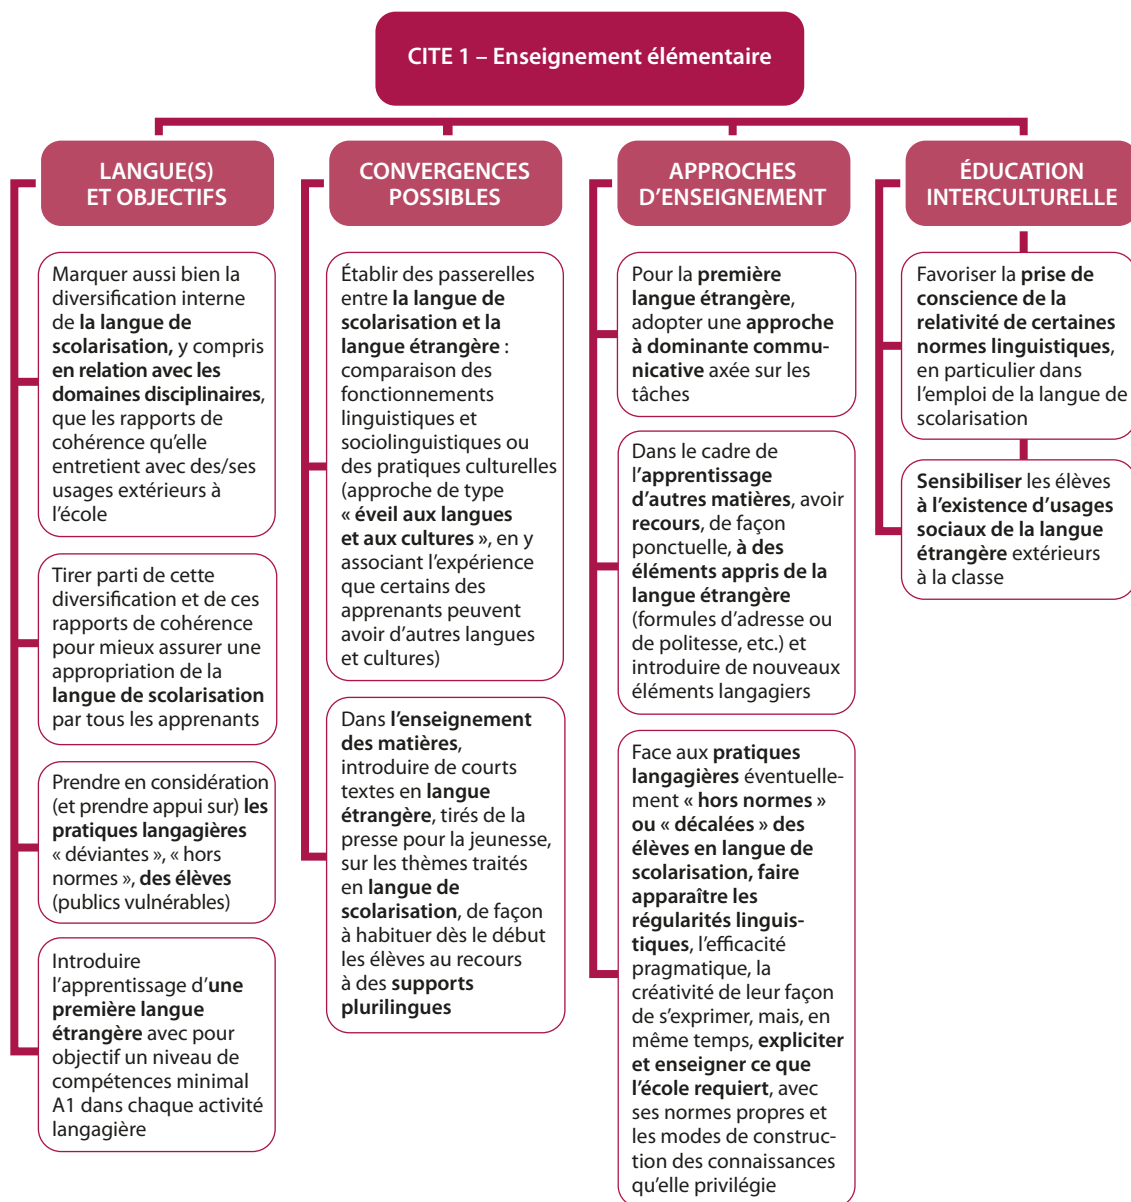 CITE 1 – Enseignement élémentaire
LANGUE(S)
ET OBJECTIFS
Marquer aussi bien la
diversification interne
de la langue de
scolarisation, y compris
en relation avec les
domaines disciplinaires,
que les rapports de
cohérence qu’elle
entretient avec des/ses
usages extérieurs à
l’école
Tirer parti de cette
diversification et de ces
rapports de cohérence
pour mieux assurer une
appropriation de la
langue de scolarisation
par tous les apprenants
Prendre en considération
(et prendre appui sur) les
pratiques langagières
« déviantes », « hors
normes », des élèves
(publics vulnérables)
Introduire
l’apprentissage d’une
première langue
étrangère avec pour
objectif un niveau de
compétences minimal
A1 dans chaque activité
langagière
CONVERGENCES
POSSIBLES
Établir des passerelles
entre la langue de
scolarisation et la
langue étrangère :
comparaison des
fonctionnements
linguistiques et
sociolinguistiques ou
des pratiques culturelles
(approche de type
« éveil aux langues
et aux cultures », en y
associant l’expérience
que certains des
apprenants peuvent
avoir d’autres langues
et cultures)
Dans l’enseignement
des matières,
introduire de courts
textes en langue
étrangère, tirés de la
presse pour la jeunesse,
sur les thèmes traités
en langue de
scolarisation, de façon
à habituer dès le début
les élèves au recours
à des supports
plurilingues
APPROCHES
D’ENSEIGNEMENT
Pour la première
langue étrangère,
adopter une approche
à dominante commu-
nicative axée sur les
tâches
Dans le cadre de
l’apprentissage
d’autres matières, avoir
recours, de façon
ponctuelle, à des
éléments appris de la
langue étrangère
(formules d’adresse ou
de politesse, etc.) et
introduire de nouveaux
éléments langagiers
Face aux pratiques
langagières éventuelle-
ment « hors normes »
ou « décalées » des
élèves en langue de
scolarisation, faire
apparaître les
régularités linguis-
tiques, l’efficacité
pragmatique, la
créativité de leur façon
de s’exprimer, mais, en
même temps, expliciter
et enseigner ce que
l’école requiert, avec
ses normes propres et
les modes de construc-
tion des connaissances
qu’elle privilégie
ÉDUCATION
INTERCULTURELLE
Favoriser la prise de
conscience de la
relativité de certaines
normes linguistiques,
en particulier dans
l’emploi de la langue de
scolarisation
Sensibiliser les élèves
à l’existence d’usages
sociaux de la langue
étrangère extérieurs
à la classe